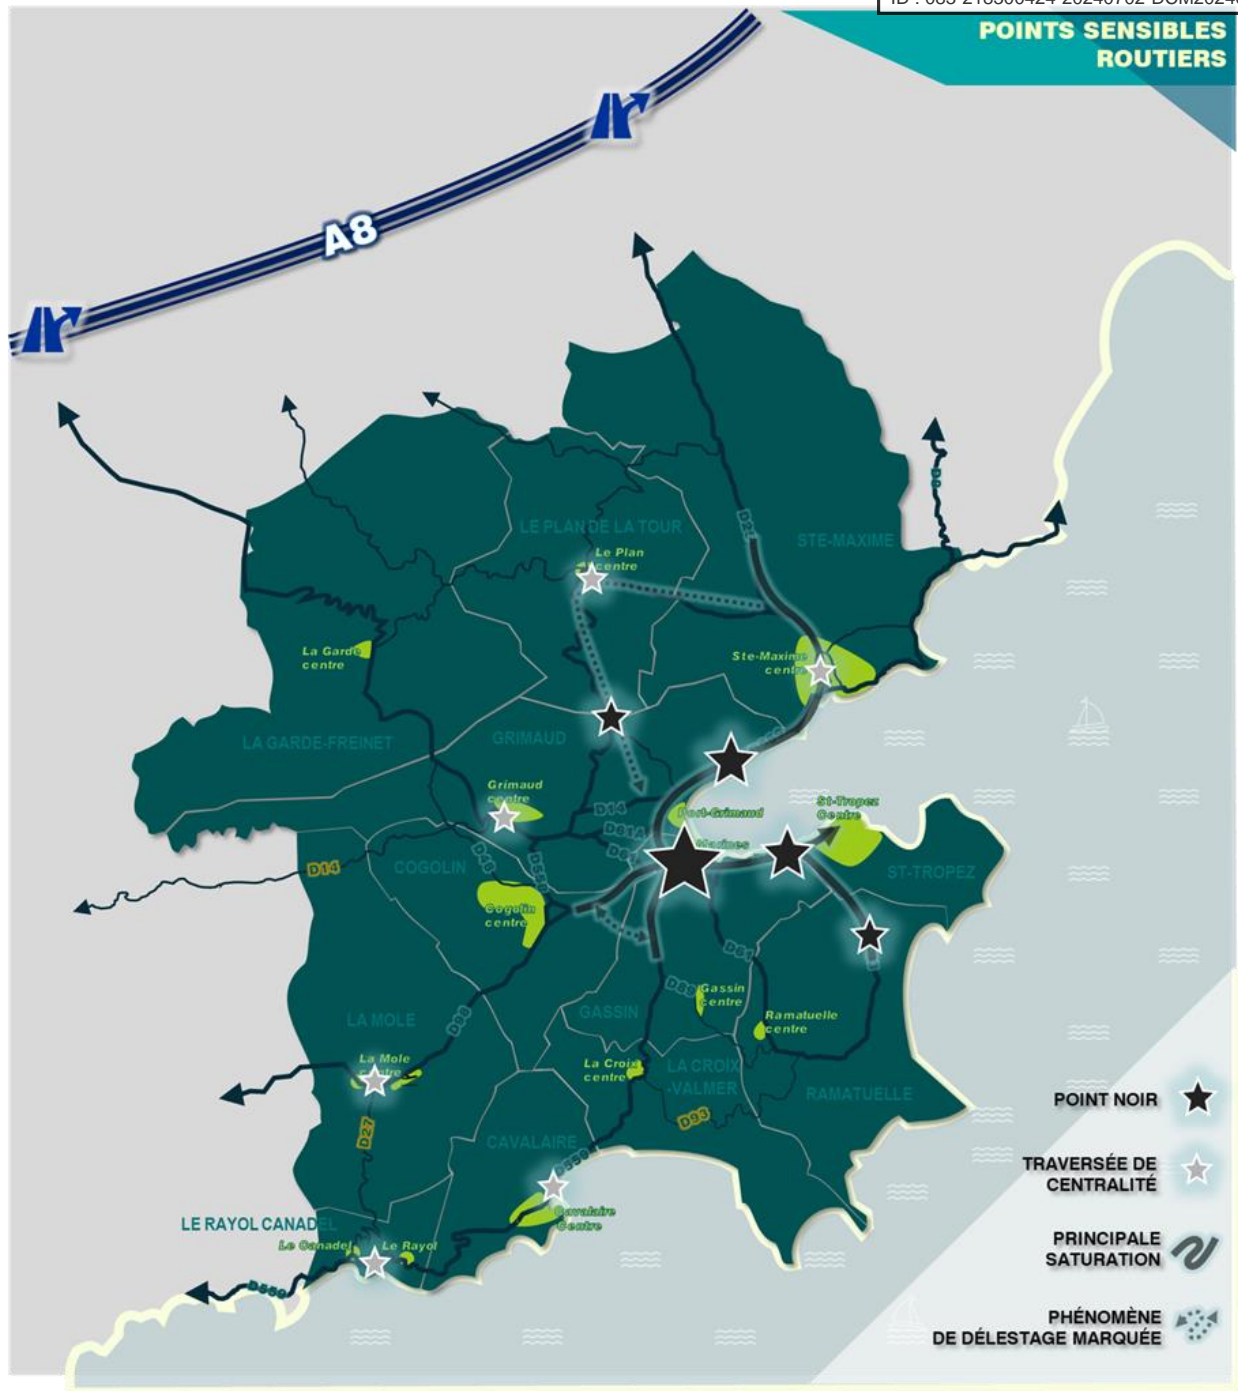 POINTS SENSIBLES
ROUTIERS
A8
LE PLAN DE LA TOUR
STE-MAXIME
Le Plan
centre
La Garde
centre
Ste-Maxime
centre
LA GARDE-FREINET
GRIMAUD
Grimaud
centre
D14
Port-Grimaud
St-Tropez
Centre
D61A
Marines
D14
COGOLIN
ST-TROPEZ
Cogolin
centre
D61
Gassin
centre
GASSIN
Ramatuelle
centre
LA MOLE
D98
La Mole
centre
La Croix
centre
LA CROIX
-VALMER
RAMATUELLE
D93
D27
CAVALAIRE
D559
Cavalaire
Centre
LE RAYOL CANADEL
Le Canadel
Le Rayol
D559
POINT NOIR
TRAVERSÉE DE
CENTRALITÉ
PRINCIPALE
SATURATION
PHÉNOMÈNE
DE DÉLESTAGE MARQUÉE